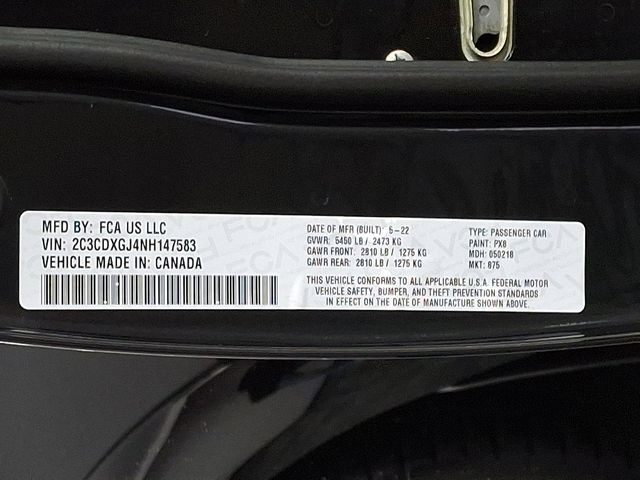 MFD BY: FCA US LLC
VIN: 2C3CDXGJ4NH147583
VEHICLE MADE IN: CANADA
DATE OF MFR (BUILT) 5-22
GVWR: 5450 LB / 2473 KG
GAWR FRONT: 2810 LB / 1275 KG
GAWR REAR: 2810 LB / 1275 KG
TYPE: PASSENGER CAR
PAINT: PX8
MDH: 050218
MKT: 875
THIS VEHICLE CONFORMS TO ALL APPLICABLE U.S.A. FEDERAL MOTOR
VEHICLE SAFETY, BUMPER, AND THEFT PREVENTION STANDARDS
IN EFFECT ON THE DATE OF MANUFACTURE SHOWN ABOVE.